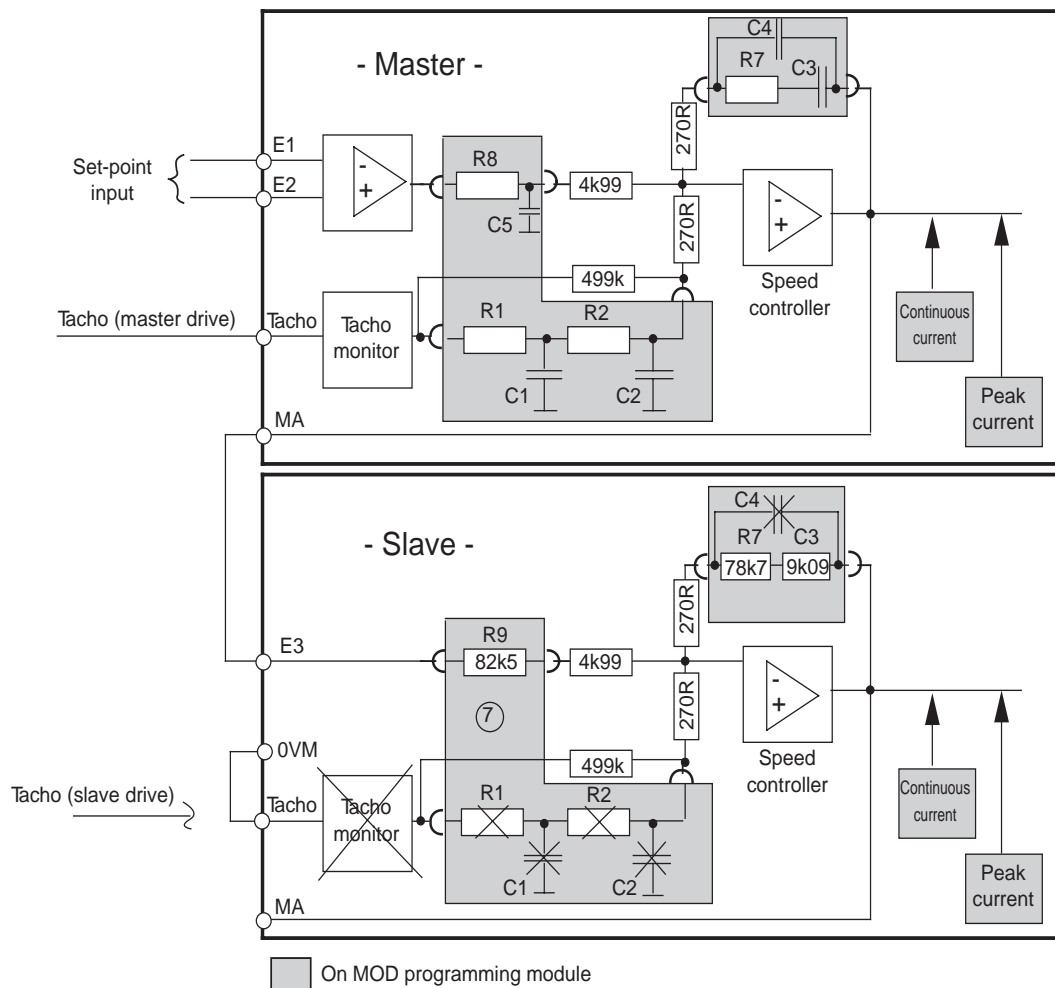 - Master -
C4
R7
C3
270R
E1
Set-point
input
E2
R8
4k99
C5
270R
Speed
controller
499k
Tacho (master drive)
Tacho
Tacho
monitor
R1
R2
C1
C2
Continuous
current
Peak
current
MA
- Slave -
C4
R7
C3
78k7
9k09
270R
E3
R9
82k5
4k99
7
270R
Speed
controller
0VM
499k
Tacho (slave drive)
Tacho
Tacho
monitor
R1
R2
C1
C2
Continuous
current
Peak
current
MA
On MOD programming module